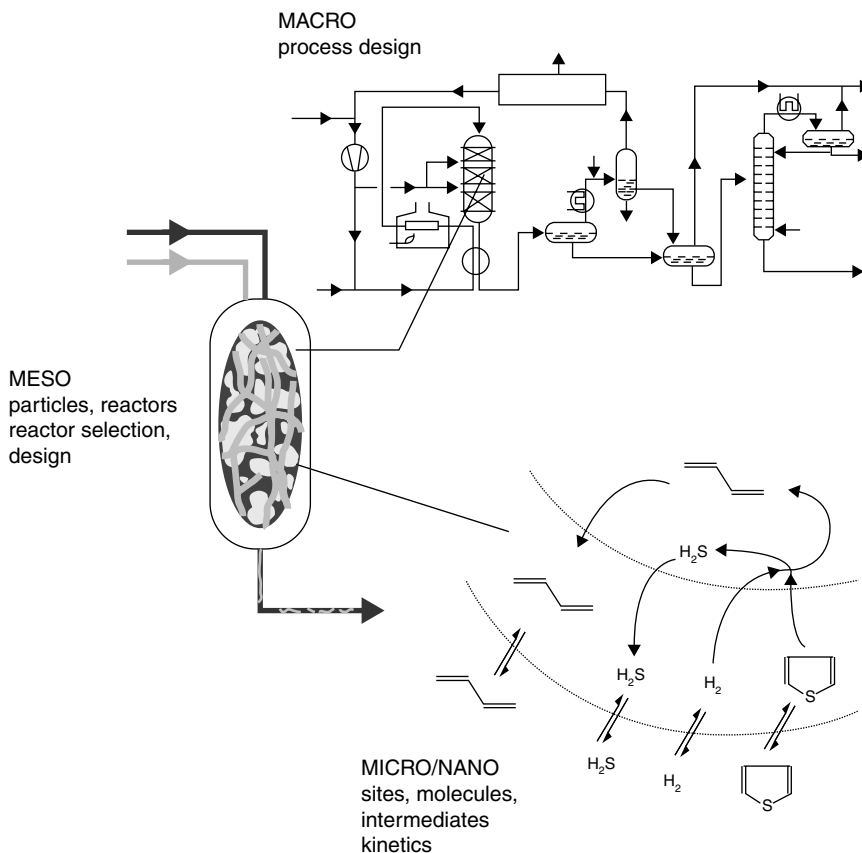 MACRO
process design
MESO
particles, reactors
reactor selection,
design
H₂S
H₂S
H₂
S
H₂S
H₂
S
MICRO/NANO
sites, molecules,
intermediates
kinetics